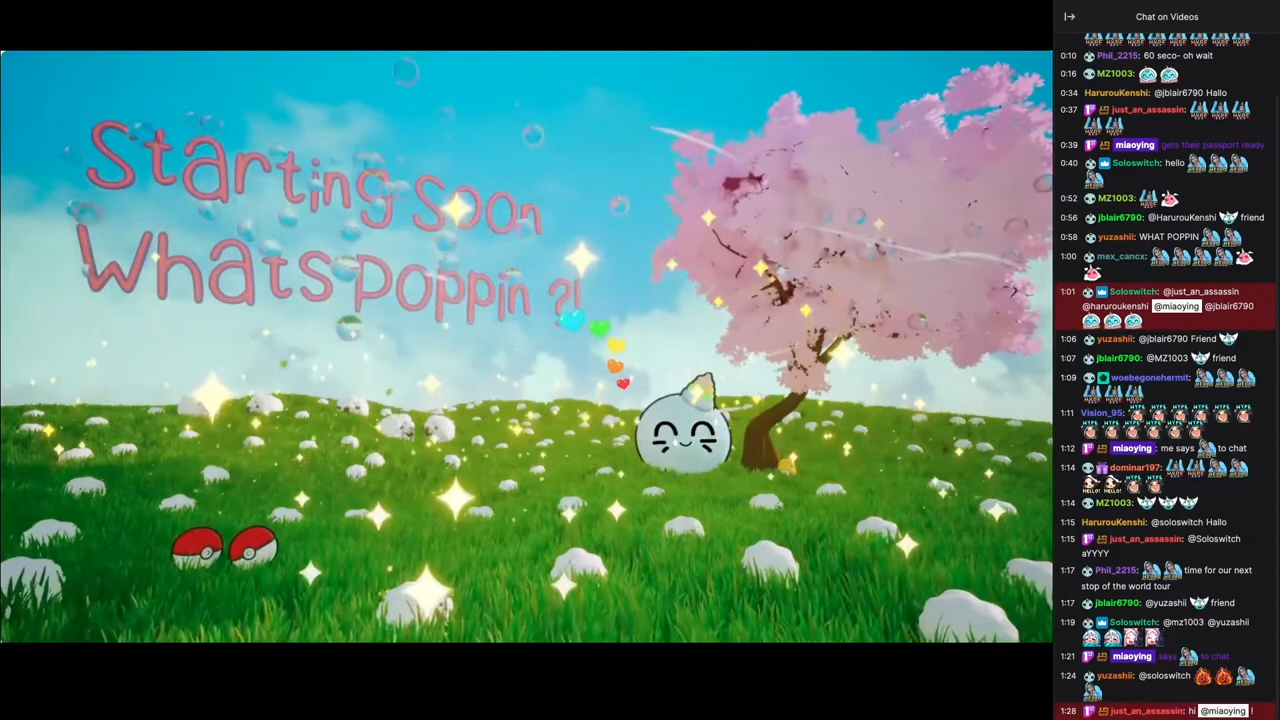 Starting Soon
Whats Poppin ?!
Chat on Videos
0:10 Phil_2215: 60 seco- oh wait
0:16 MZ1003:
0:34 HarurouKenshi: @jblair6790 Hallo
0:37 just_an_assassin:
0:39 miaoying gets their passport ready
0:40 Soloswitch: hello
0:52 MZ1003:
0:56 jblair6790: @HarurouKenshi friend
0:58 yuzashii: WHAT POPPIN
1:00 mex_cancx:
1:01 Soloswitch: @just_an_assassin
@haruroukenshi @miaoying @jblair6790
1:06 yuzashii: @jblair6790 Friend
1:07 jblair6790: @MZ1003 friend
1:09 woebegonehermit:
1:11 Vision_95:
1:12 miaoying: me says to chat
1:14 dominar197:
HELLO! HELLO!
1:14 MZ1003:
1:15 HarurouKenshi: @soloswitch Hallo
1:15 just_an_assassin: @Soloswitch
aYYYY
1:17 Phil_2215: time for our next
stop of the world tour
1:17 jblair6790: @yuzashii friend
1:19 Soloswitch: @mz1003 @yuzashii
1:21 miaoying says to chat
1:24 yuzashii: @soloswitch
1:28 just_an_assassin: hi @miaoying !